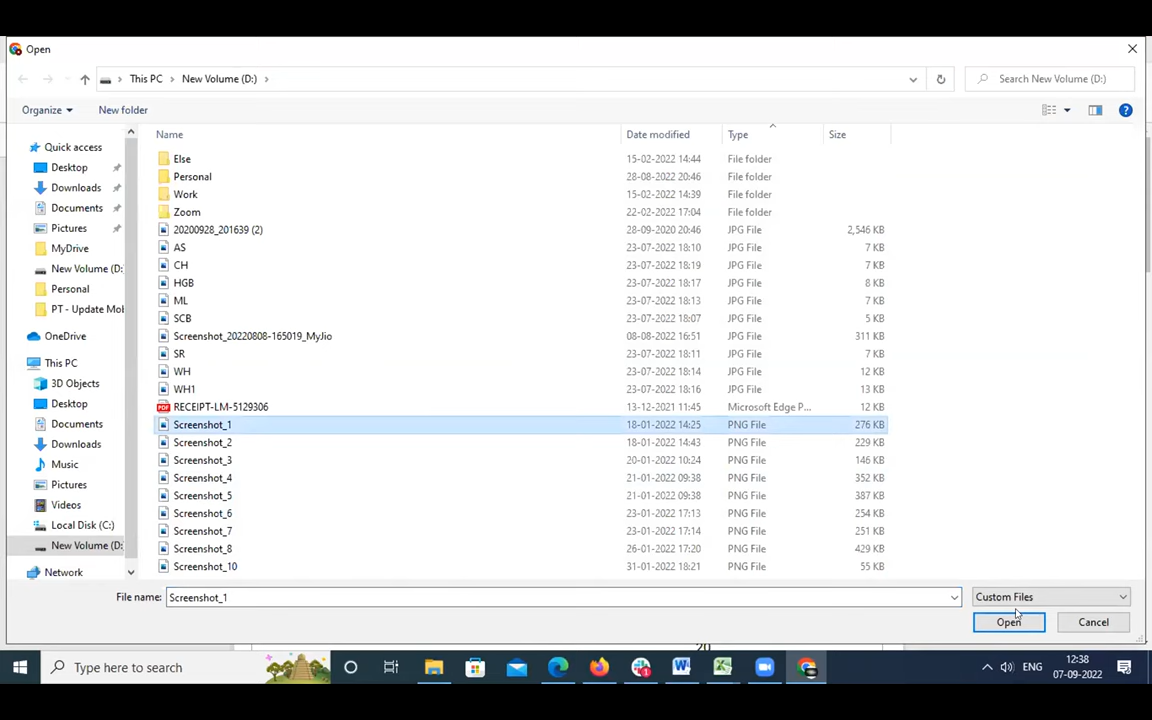 Open
This PC New Volume (D:)
Search New Volume (D:)
Organize New folder
Name Date modified Type Size
Quick access
Desktop
Downloads
Documents
Pictures
MyDrive
New Volume (D:
Personal
PT - Update Mol
OneDrive
This PC
3D Objects
Desktop
Documents
Downloads
Music
Pictures
Videos
Local Disk (C:)
New Volume (D:
Network
Else 15-02-2022 14:44 File folder
Personal 28-08-2022 20:46 File folder
Work 15-02-2022 14:39 File folder
Zoom 22-02-2022 17:04 File folder
20200928_201639 (2) 28-09-2020 20:46 JPG File 2,546 KB
AS 23-07-2022 18:10 JPG File 7 KB
CH 23-07-2022 18:19 JPG File 7 KB
HGB 23-07-2022 18:17 JPG File 8 KB
ML 23-07-2022 18:13 JPG File 7 KB
SCB 23-07-2022 18:07 JPG File 5 KB
Screenshot_20220808-165019_MyJio 08-08-2022 16:51 JPG File 311 KB
SR 23-07-2022 18:11 JPG File 7 KB
WH 23-07-2022 18:14 JPG File 12 KB
WH1 23-07-2022 18:16 JPG File 13 KB
RECEIPT-LM-5129306 13-12-2021 11:45 Microsoft Edge P... 12 KB
Screenshot_1 18-01-2022 14:25 PNG File 276 KB
Screenshot_2 18-01-2022 14:43 PNG File 229 KB
Screenshot_3 20-01-2022 10:24 PNG File 146 KB
Screenshot_4 21-01-2022 09:38 PNG File 352 KB
Screenshot_5 21-01-2022 09:38 PNG File 387 KB
Screenshot_6 23-01-2022 17:13 PNG File 254 KB
Screenshot_7 23-01-2022 17:14 PNG File 251 KB
Screenshot_8 26-01-2022 17:20 PNG File 429 KB
Screenshot_10 31-01-2022 18:21 PNG File 55 KB
File name: Screenshot_1 Custom Files
Open Cancel
20
Type here to search
ENG
12:38
07-09-2022